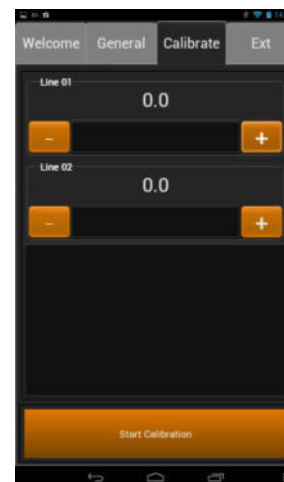 Welcome General Calibrate Ext
Line 01
0.0
- +
Line 02
0.0
- +
Start Calibration